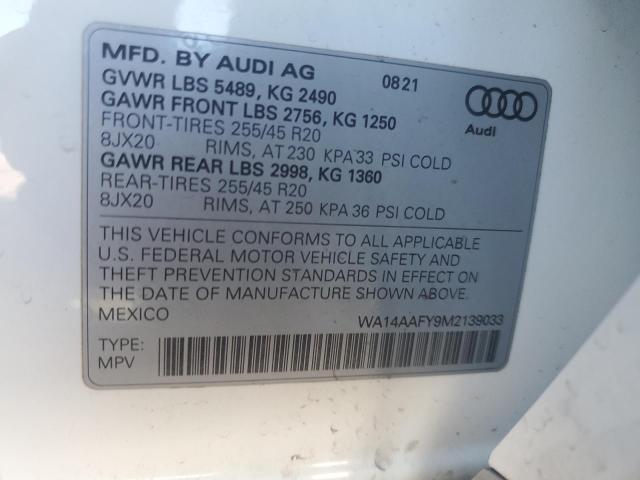 MFD. BY AUDI AG 0821
GVWR LBS 5489, KG 2490
GAWR FRONT LBS 2756, KG 1250
FRONT-TIRES 255/45 R20
8JX20 RIMS, AT 230 KPA 33 PSI COLD
GAWR REAR LBS 2998, KG 1360
REAR-TIRES 255/45 R20
8JX20 RIMS, AT 250 KPA 36 PSI COLD
Audi
THIS VEHICLE CONFORMS TO ALL APPLICABLE
U.S. FEDERAL MOTOR VEHICLE SAFETY AND
THEFT PREVENTION STANDARDS IN EFFECT ON
THE DATE OF MANUFACTURE SHOWN ABOVE.
MEXICO WA14AAFY9M2139033
TYPE:
MPV